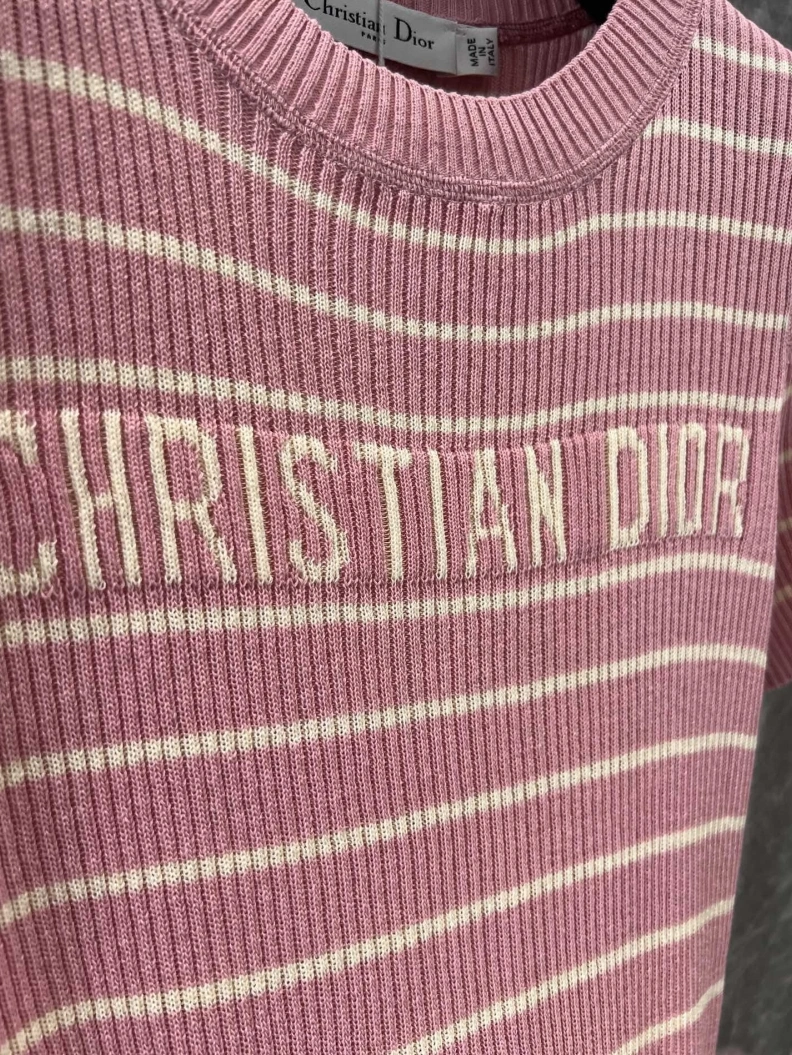 Christian Dior
PARIS
MADE
IN
ITALY
CHRISTIAN DIOR